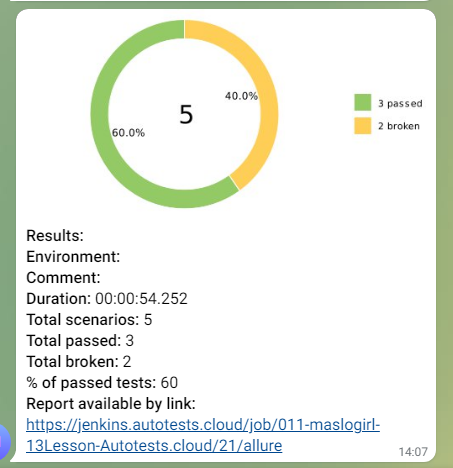 40.0%
5
60.0%
3 passed
2 broken
Results:
Environment:
Comment:
Duration: 00:00:54.252
Total scenarios: 5
Total passed: 3
Total broken: 2
% of passed tests: 60
Report available by link:
https://jenkins.autotests.cloud/job/011-maslogirl-
13Lesson-Autotests.cloud/21/allure
14:07